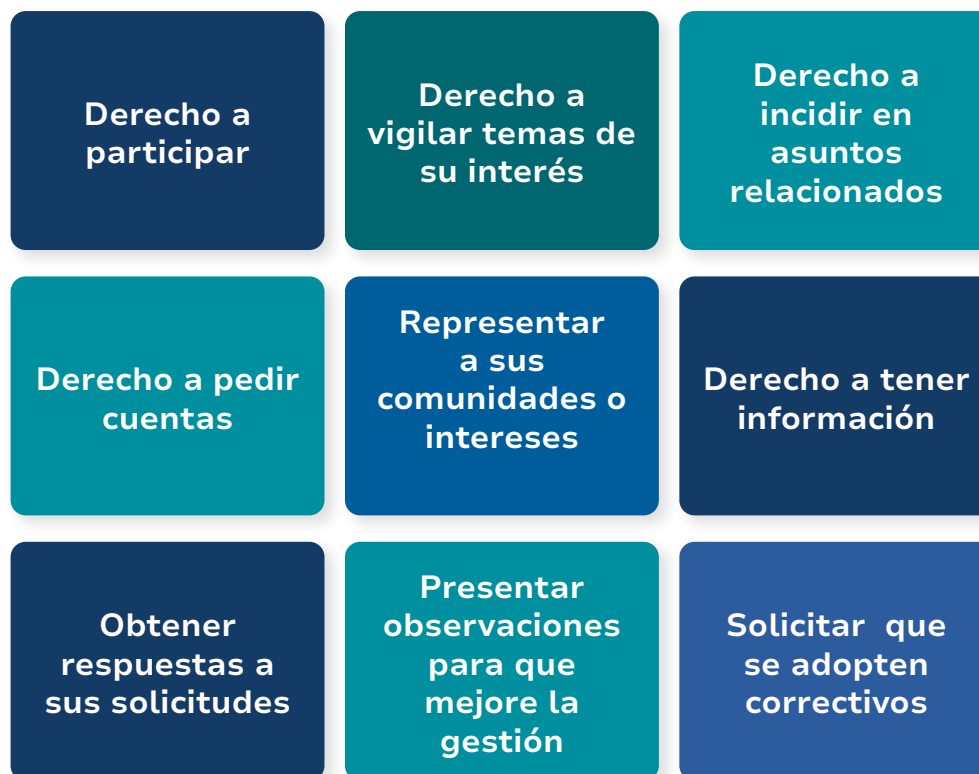 Derecho a
participar
Derecho a
vigilar temas de
su interés
Derecho a
incidir en
asuntos
relacionados
Derecho a pedir
cuentas
Representar
a sus
comunidades o
intereses
Derecho a tener
información
Obtener
respuestas a
sus solicitudes
Presentar
observaciones
para que
mejore la
gestión
Solicitar  que
se adopten
correctivos